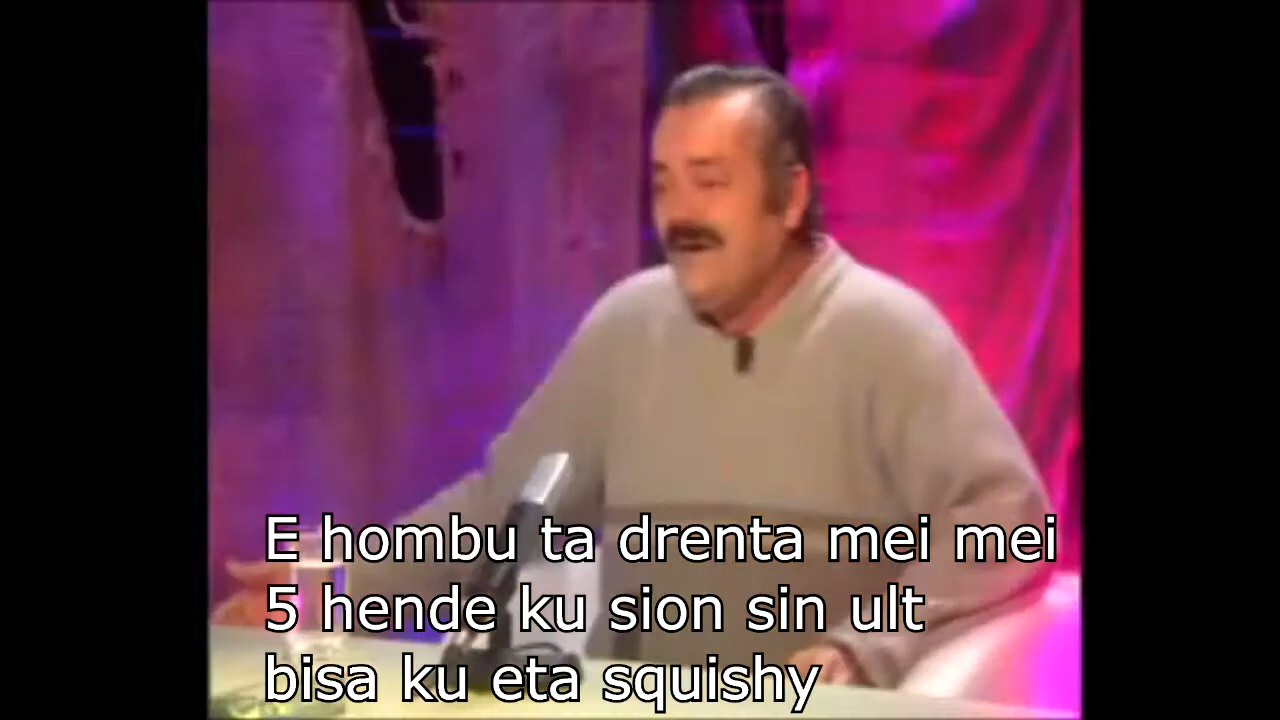 E hombu ta drenta mei mei
5 hende ku sion sin ult
bisa ku eta squishy